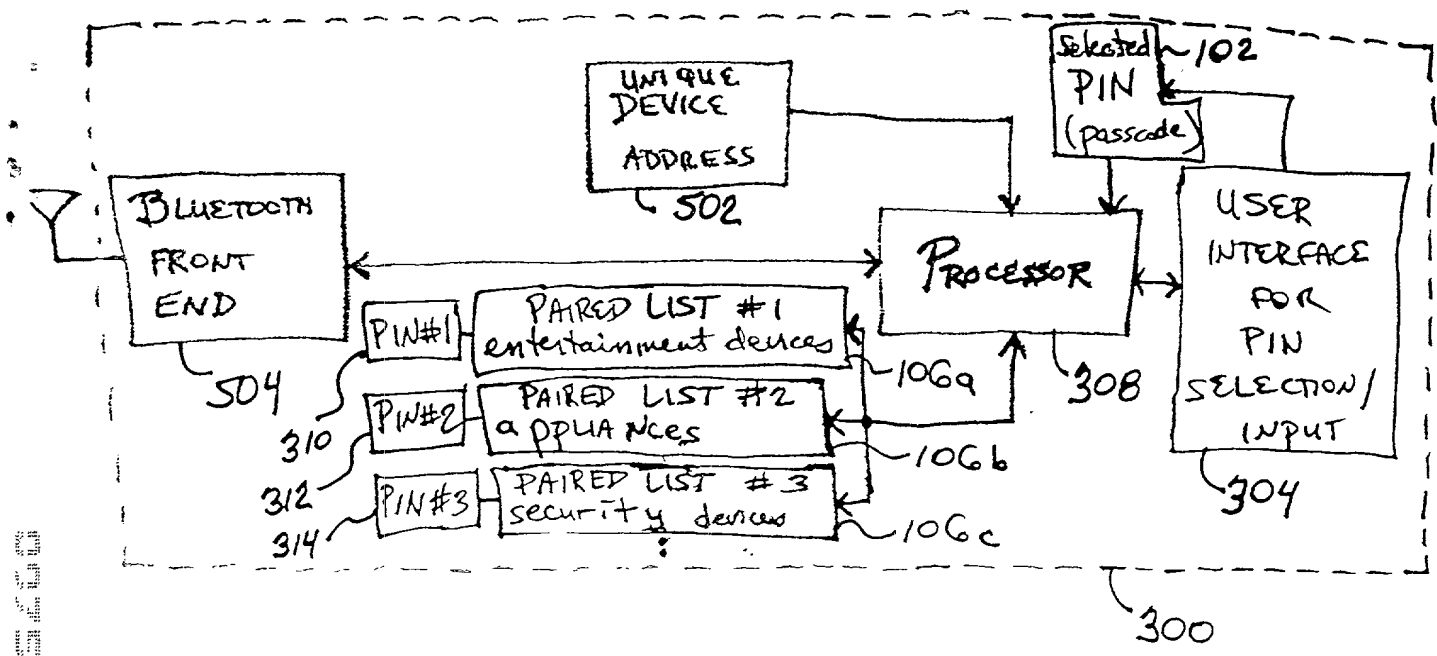 UNIQUE
DEVICE
ADDRESS
502
Selected
PIN
(passcode)
102
BLUETOOTH
FRONT
END
504
PROCESSOR
308
USER
INTERFACE
FOR
PIN
SELECTION/
INPUT
304
PIN#1
310
PAIRED LIST #1
entertainment devices
106a
PIN#2
312
PAIRED LIST #2
appliances
106b
PIN#3
314
PAIRED LIST #3
security devices
106c
300